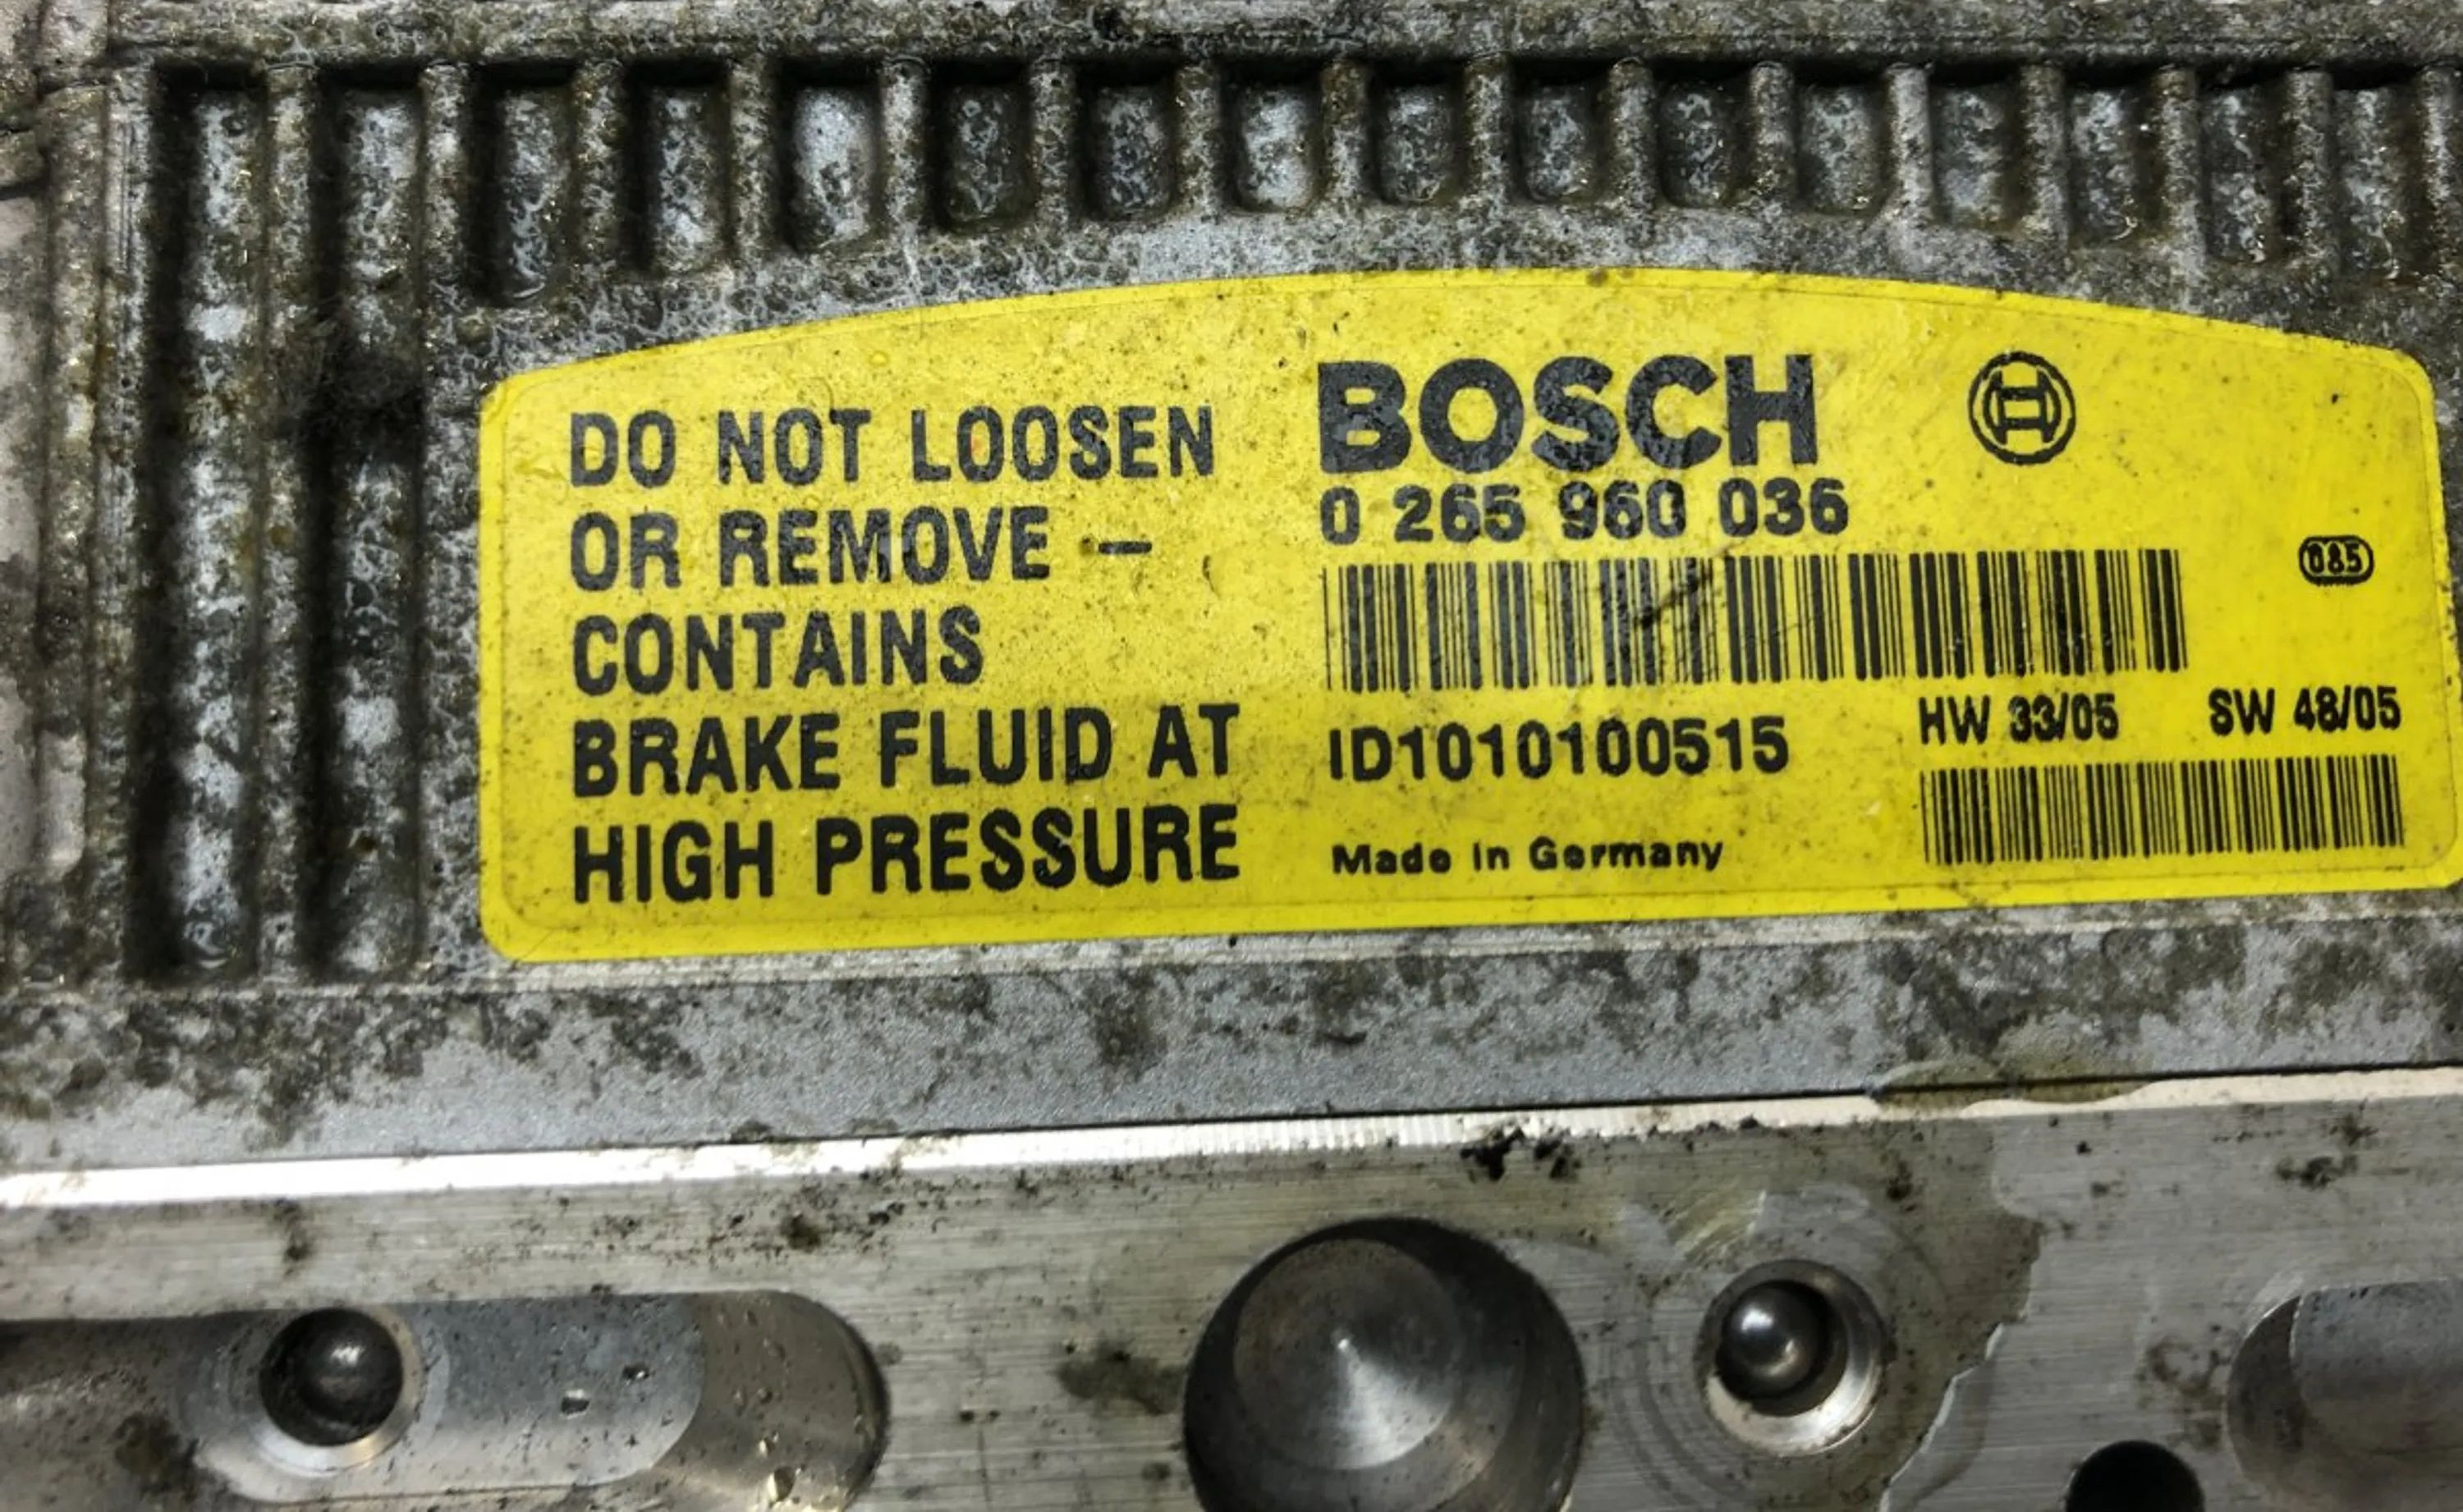 DO NOT LOOSEN
OR REMOVE –
CONTAINS
BRAKE FLUID AT
HIGH PRESSURE
BOSCH
0 265 960 036
085
ID1010100515
HW 33/05 SW 48/05
Made in Germany